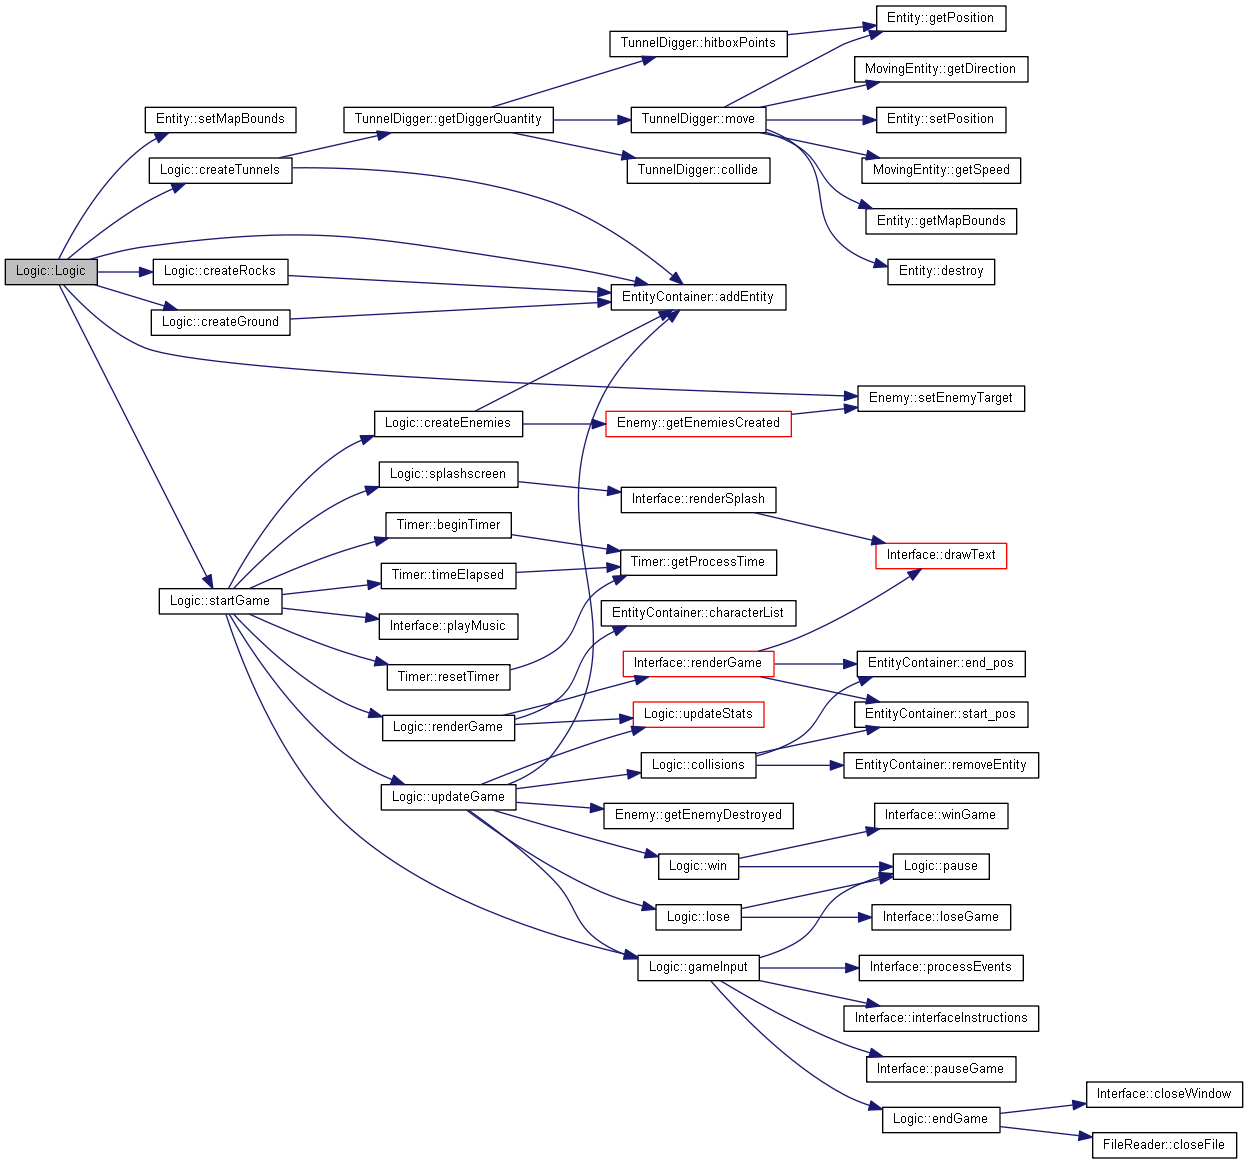 Entity::getPosition
TunnelDigger::hitboxPoints
MovingEntity::getDirection
Entity::setMapBounds
TunnelDigger::getDiggerQuantity
TunnelDigger::move
Entity::setPosition
Logic::createTunnels
TunnelDigger::collide
MovingEntity::getSpeed
Entity::getMapBounds
Logic::Logic
Logic::createRocks
Entity::destroy
EntityContainer::addEntity
Logic::createGround
Enemy::setEnemyTarget
Logic::createEnemies
Enemy::getEnemiesCreated
Logic::splashscreen
Interface::renderSplash
Timer::beginTimer
Interface::drawText
Timer::getProcessTime
Timer::timeElapsed
Logic::startGame
EntityContainer::characterList
Interface::playMusic
Interface::renderGame
EntityContainer::end_pos
Timer::resetTimer
Logic::updateStats
EntityContainer::start_pos
Logic::renderGame
Logic::collisions
EntityContainer::removeEntity
Logic::updateGame
Enemy::getEnemyDestroyed
Interface::winGame
Logic::win
Logic::pause
Logic::lose
Interface::loseGame
Logic::gameInput
Interface::processEvents
Interface::interfaceInstructions
Interface::pauseGame
Interface::closeWindow
Logic::endGame
FileReader::closeFile